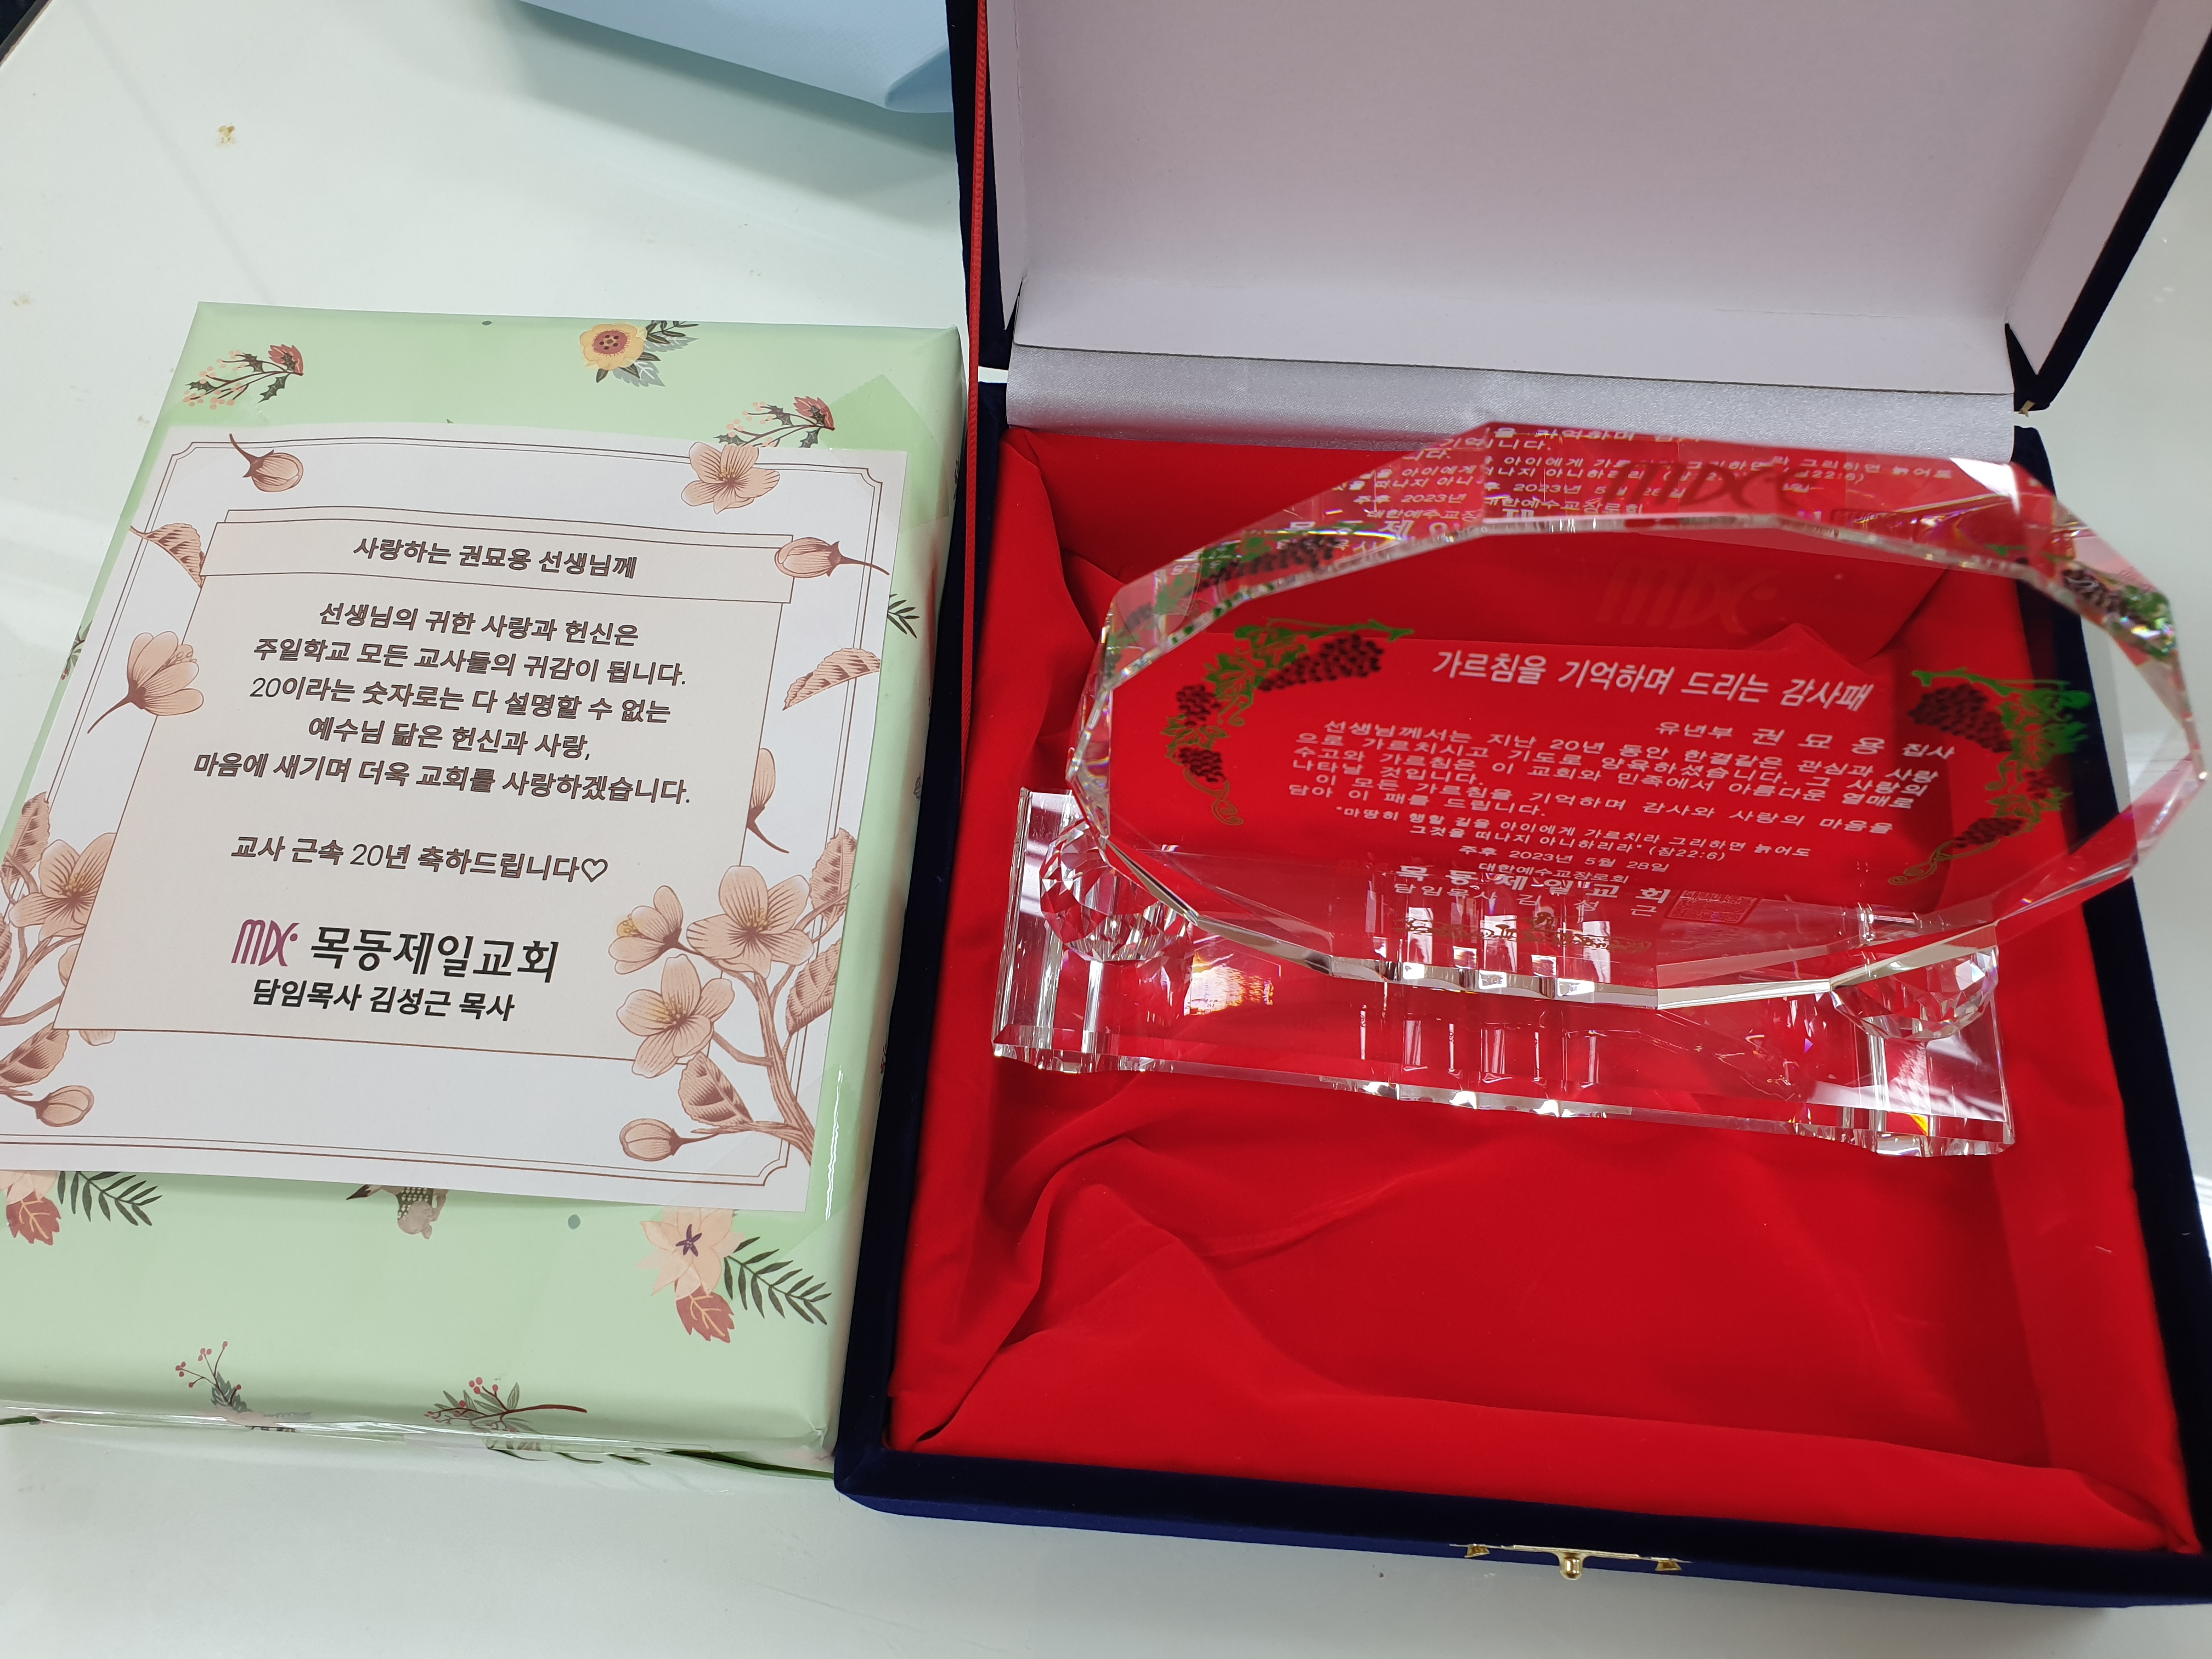 사랑하는 권묘용 선생님께
선생님의 귀한 사랑과 헌신은
주일학교 모든 교사들의 귀감이 됩니다.
20이라는 숫자로는 다 설명할 수 없는
예수님 닮은 헌신과 사랑,
마음에 새기며 더욱 교회를 사랑하겠습니다.
교사 근속 20년 축하드립니다♡
목동제일교회
담임목사 김성근 목사
가르침을 기억하며 드리는 감사패
유년부 권 묘 용 집사
선생님께서는 지난 20년 동안 한결같은 관심과 사랑
으로 가르치시고 기도로 양육하셨습니다. 그 사랑의
수고와 가르침은 이 교회와 민족에서 아름다운 열매로
나타날 것입니다.
이 모든 가르침을 기억하며 감사와 사랑의 마음을
담아 이 패를 드립니다.
"마땅히 행할 길을 아이에게 가르치라 그리하면 늙어도
그것을 떠나지 아니하리라" (잠22:6)
주후 2023년 5월 28일
대한예수교장로회
목 동 제 일 교 회
담임목사 김 성 근